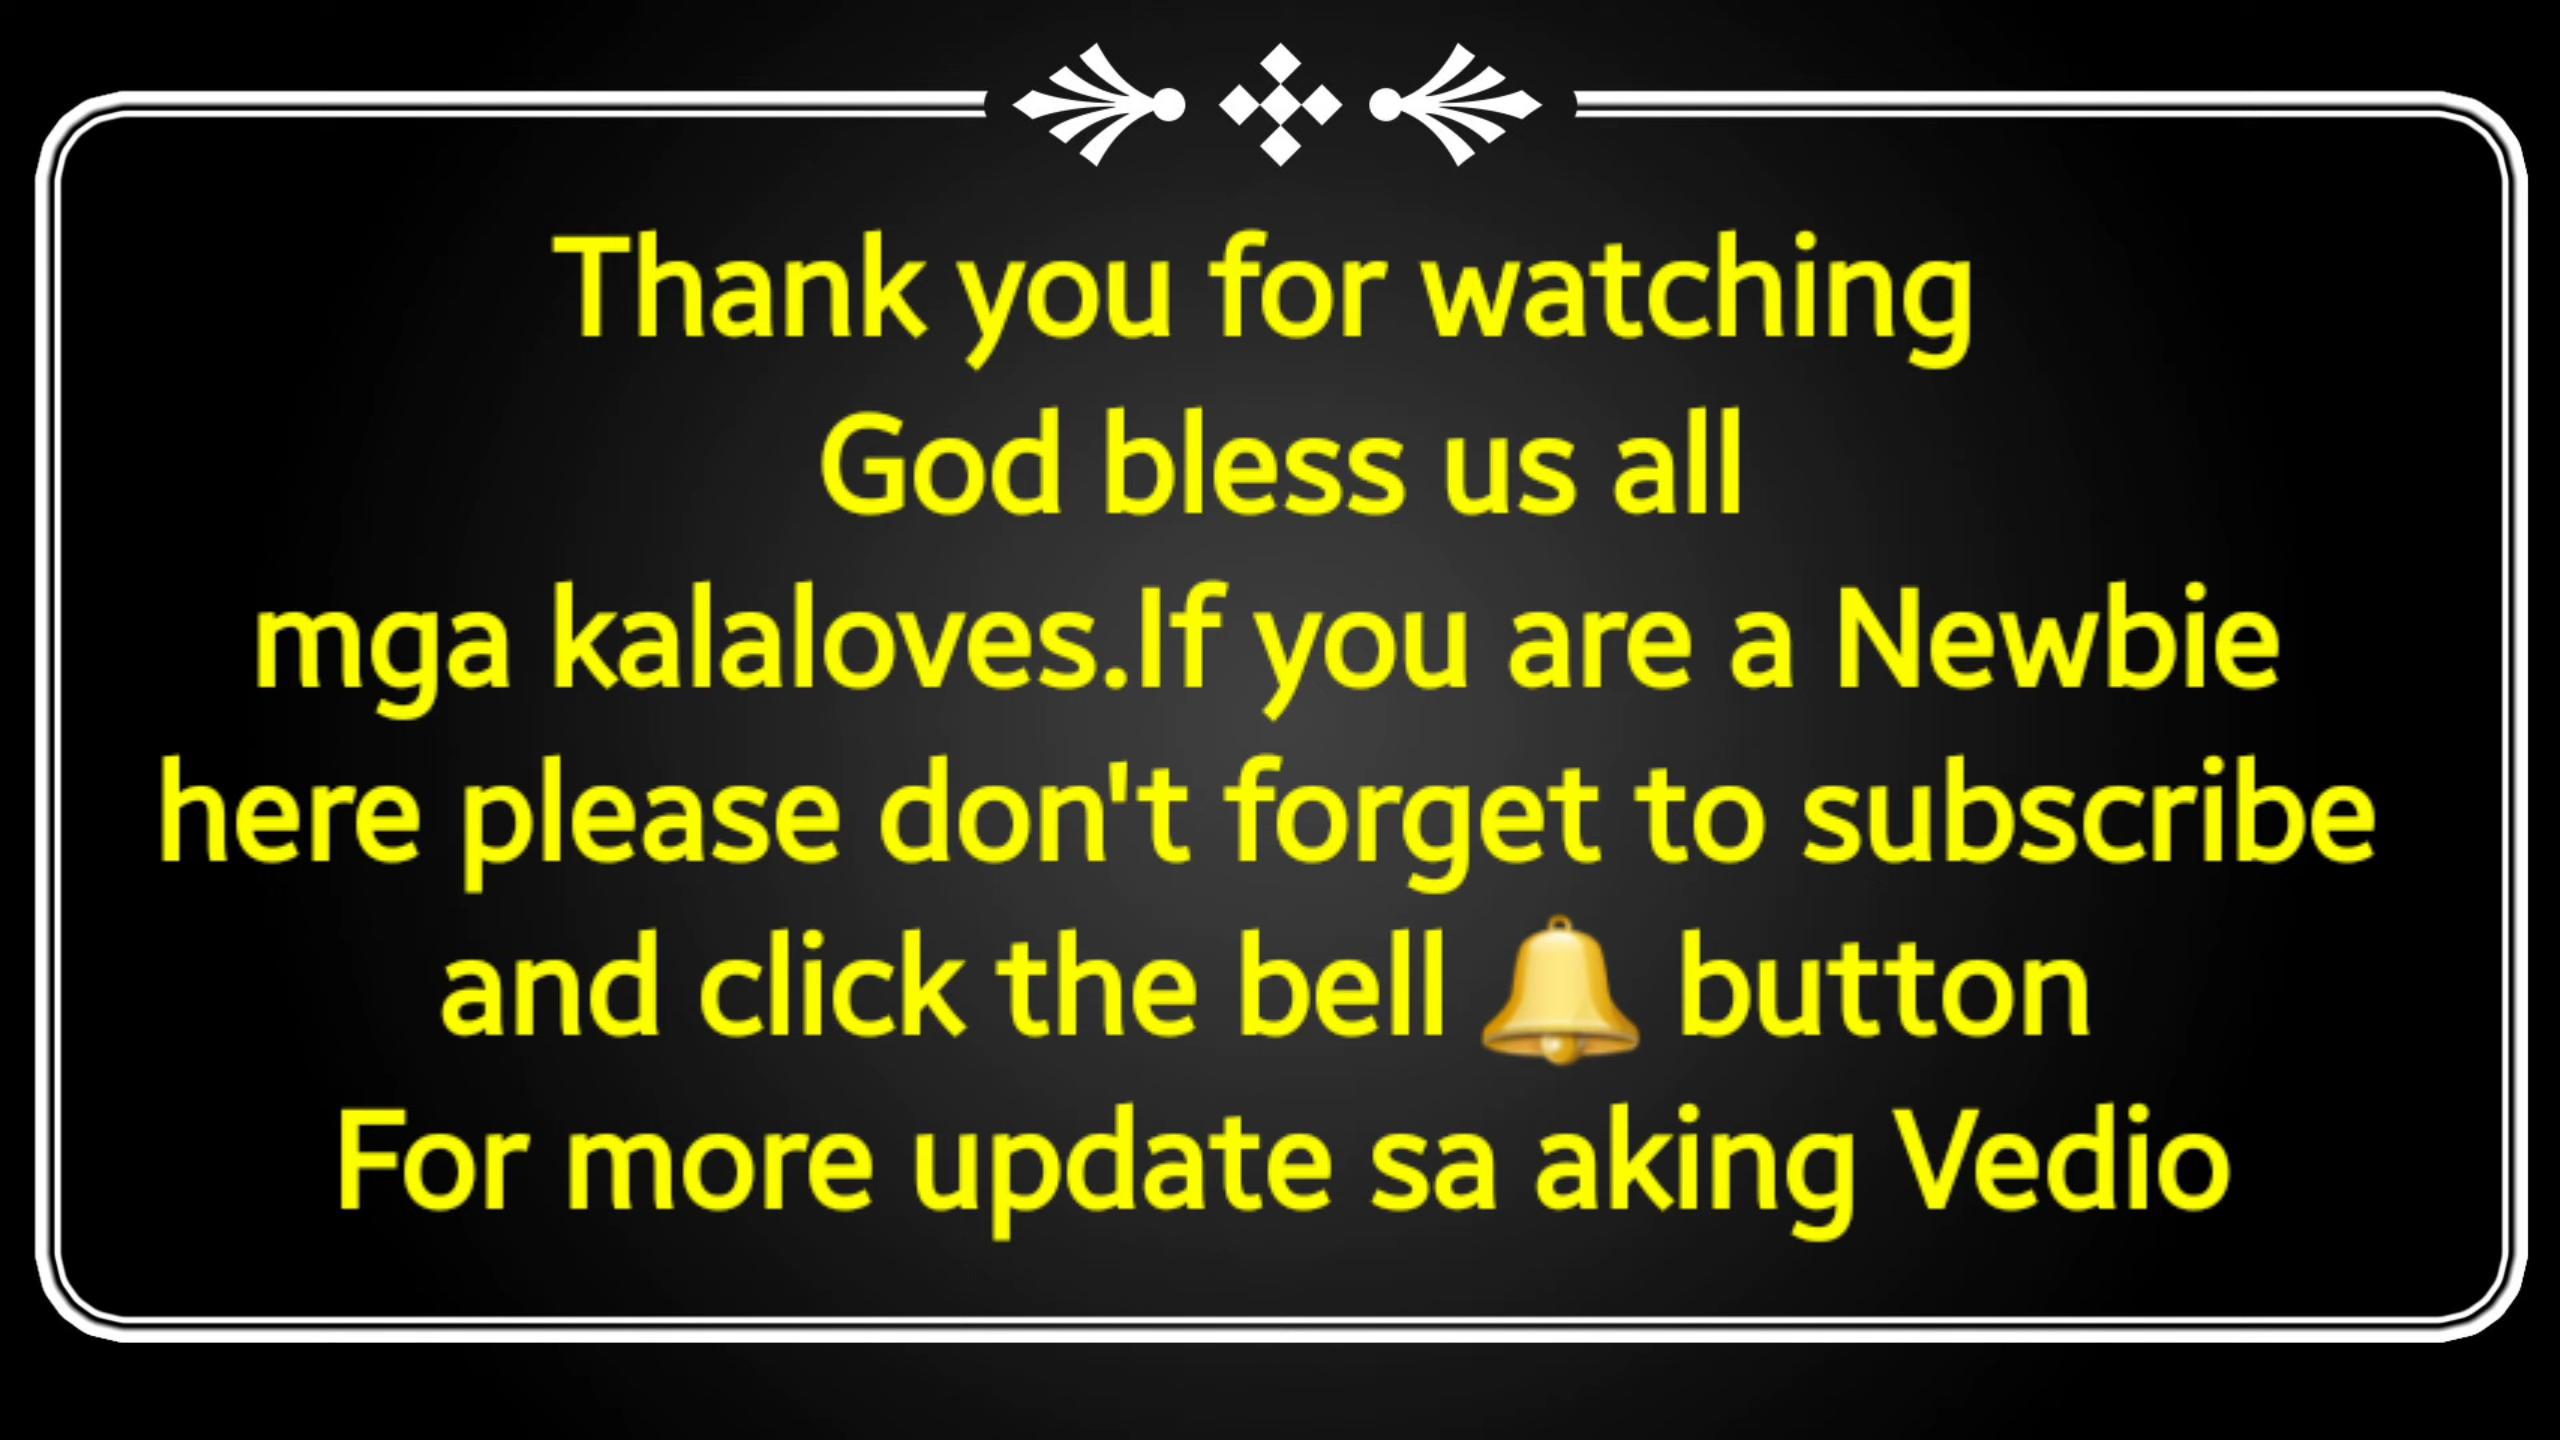 Thank you for watching
God bless us all
mga kalaloves.If you are a Newbie
here please don't forget to subscribe
and click the bell 🔔 button
For more update sa aking Vedio